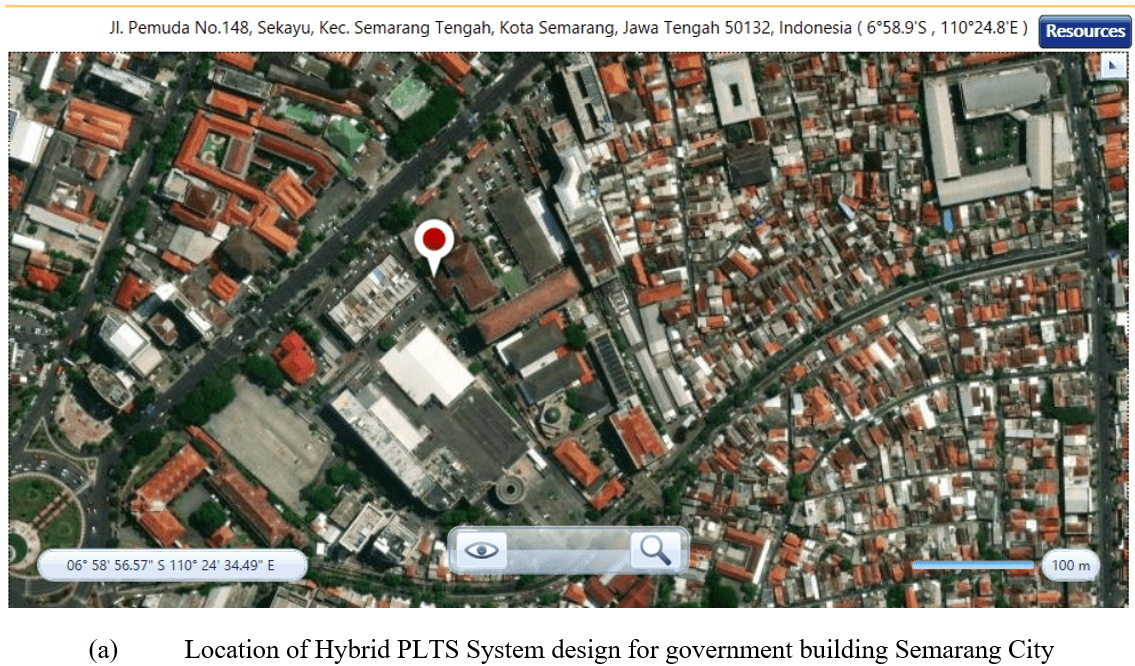 Jl. Pemuda No.148, Sekayu, Kec. Semarang Tengah, Kota Semarang, Jawa Tengah 50132, Indonesia ( 6°58.9'S , 110°24.8'E )
Resources
06° 58' 56.57" S 110° 24' 34.49" E
100 m
(a) Location of Hybrid PLTS System design for government building Semarang City